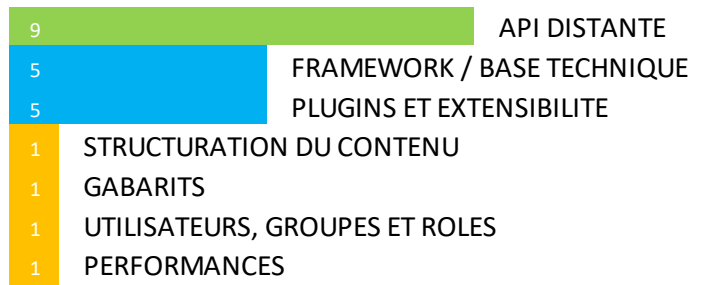 9 API DISTANTE
5 FRAMEWORK / BASE TECHNIQUE
5 PLUGINS ET EXTENSIBILITE
1 STRUCTURATION DU CONTENU
1 GABARITS
1 UTILISATEURS, GROUPES ET ROLES
1 PERFORMANCES